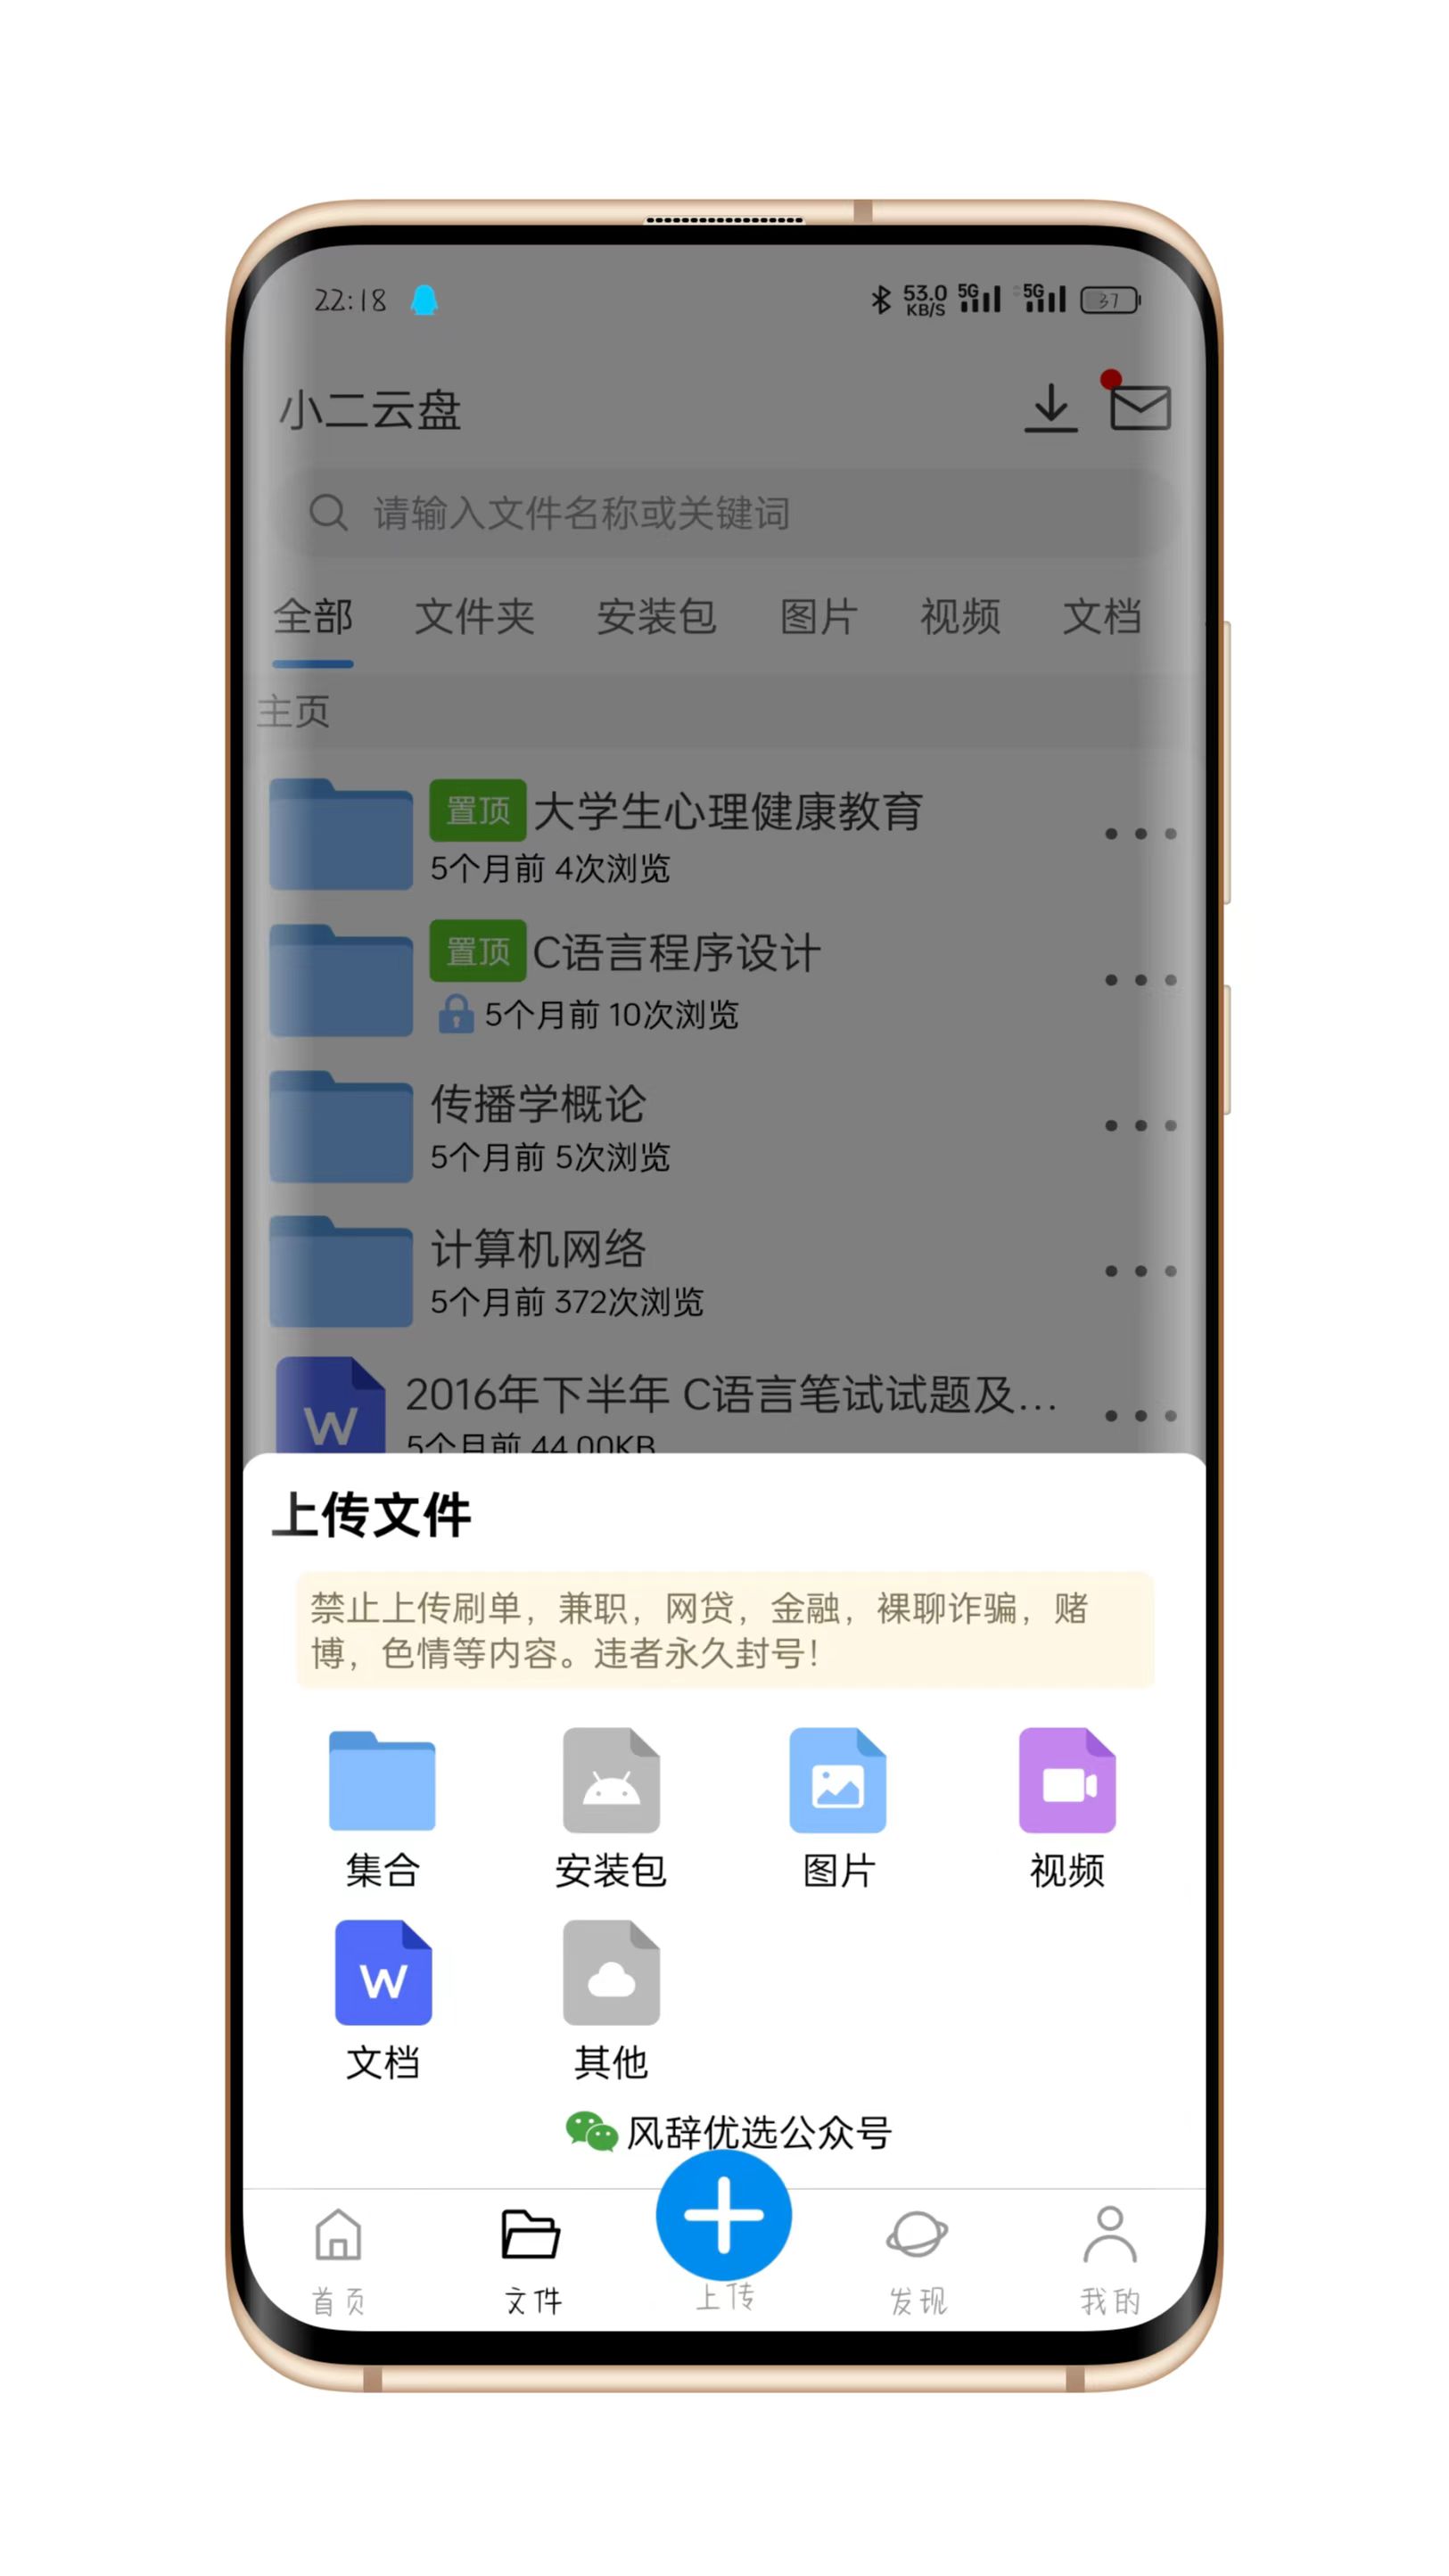 22:18
53.0 KB/S 5G 5G 37
小二云盘
请输入文件名称或关键词
全部 文件夹 安装包 图片 视频 文档
主页
置顶 大学生心理健康教育
5个月前 4次浏览
置顶 C语言程序设计
5个月前 10次浏览
传播学概论
5个月前 5次浏览
计算机网络
5个月前 372次浏览
W
2016年下半年 C语言笔试试题及...
5个月前 44.00KB
上传文件
禁止上传刷单，兼职，网贷，金融，裸聊诈骗，赌
博，色情等内容。违者永久封号！
集合 安装包 图片 视频
W
文档 其他
风辞优选公众号
首页 文件 上传 发现 我的